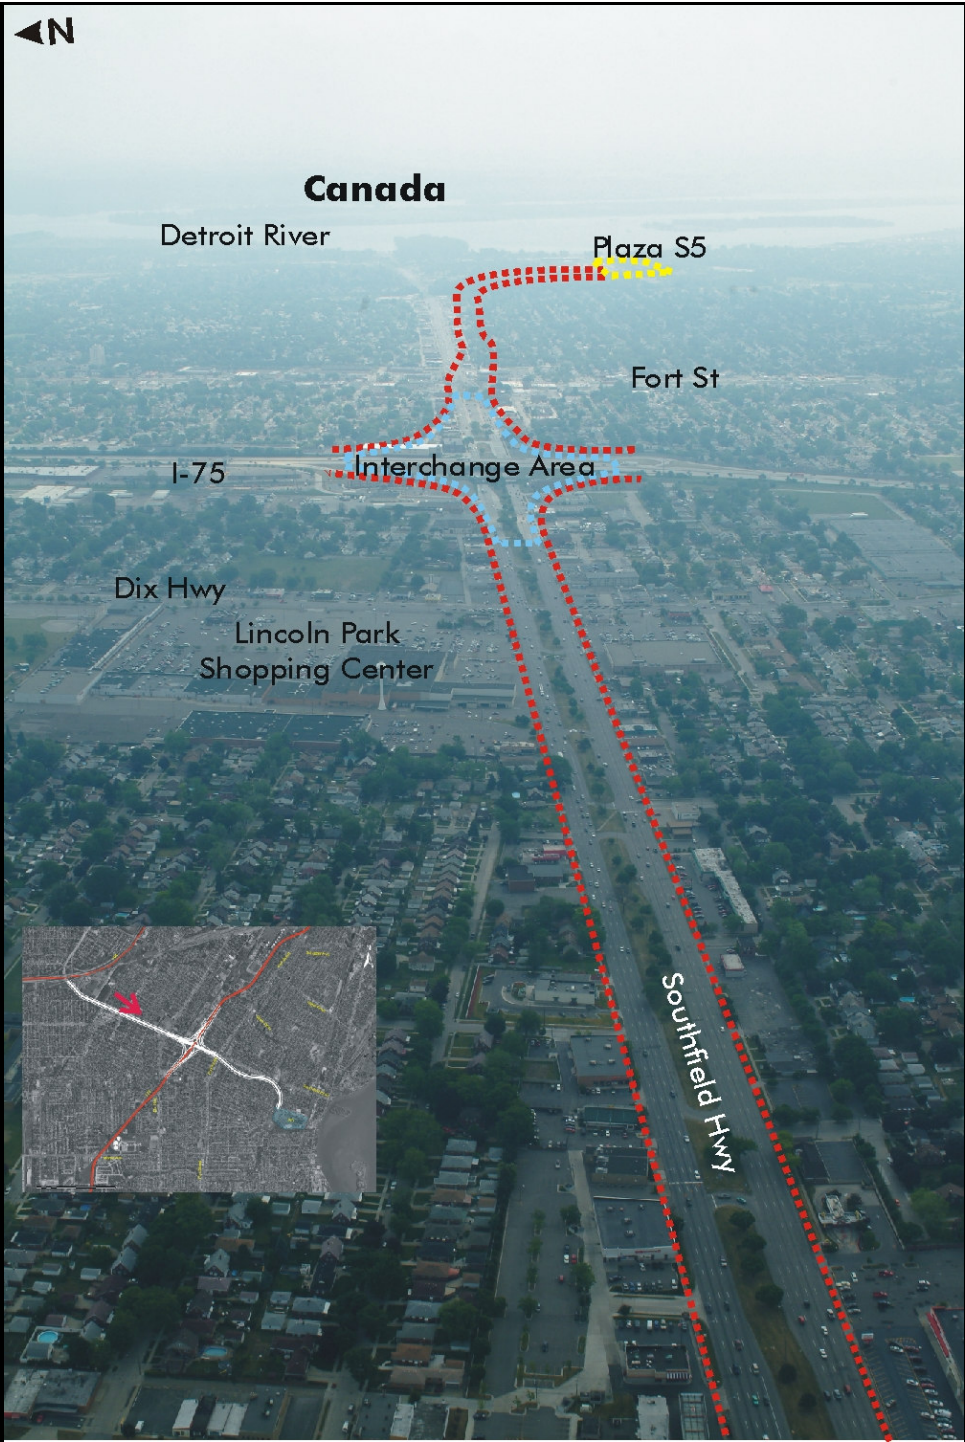 N
Canada
Detroit River
Plaza S5
Fort St
Interchange Area
I-75
Dix Hwy
Lincoln Park
Shopping Center
Southfield Hwy